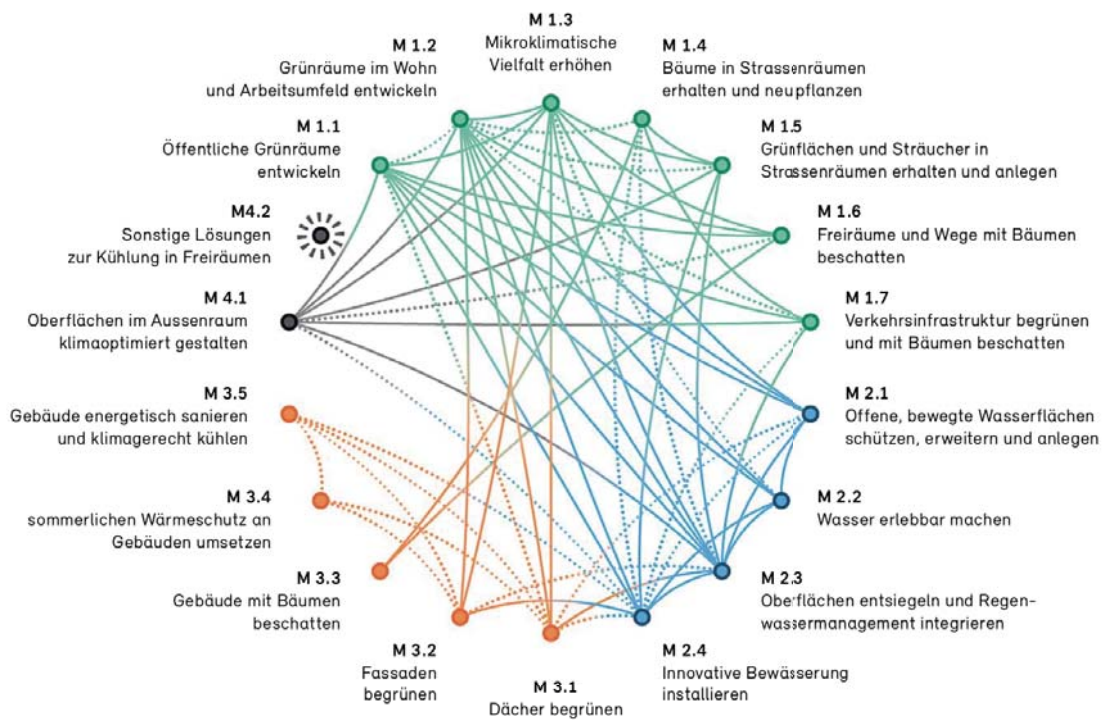 M 1.3
Mikroklimatische
Vielfalt erhöhen
M 1.2
Grünräume im Wohn
und Arbeitsumfeld entwickeln
M 1.4
Bäume in Strassenräumen
erhalten und neupflanzen
M 1.1
Öffentliche Grünräume
entwickeln
M 1.5
Grünflächen und Sträucher in
Strassenräumen erhalten und anlegen
M4.2
Sonstige Lösungen
zur Kühlung in Freiräumen
M 1.6
Freiräume und Wege mit Bäumen
beschatten
M 4.1
Oberflächen im Aussenraum
klimaoptimiert gestalten
M 1.7
Verkehrsinfrastruktur begrünen
und mit Bäumen beschatten
M 3.5
Gebäude energetisch sanieren
und klimagerecht kühlen
M 2.1
Offene, bewegte Wasserflächen
schützen, erweitern und anlegen
M 3.4
sommerlichen Wärmeschutz an
Gebäuden umsetzen
M 2.2
Wasser erlebbar machen
M 3.3
Gebäude mit Bäumen
beschatten
M 2.3
Oberflächen entsiegeln und Regen-
wassermanagement integrieren
M 3.2
Fassaden
begrünen
M 3.1
Dächer begrünen
M 2.4
Innovative Bewässerung
installieren